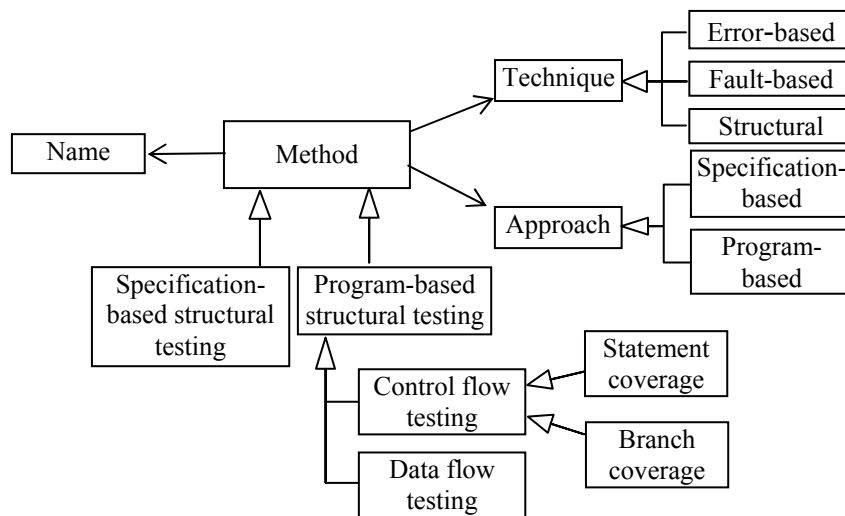 Error-based
Technique
Fault-based
Structural
Name
Method
Specification-
based
Approach
Program-
based
Specification-
based structural
testing
Program-based
structural testing
Statement
coverage
Control flow
testing
Branch
coverage
Data flow
testing